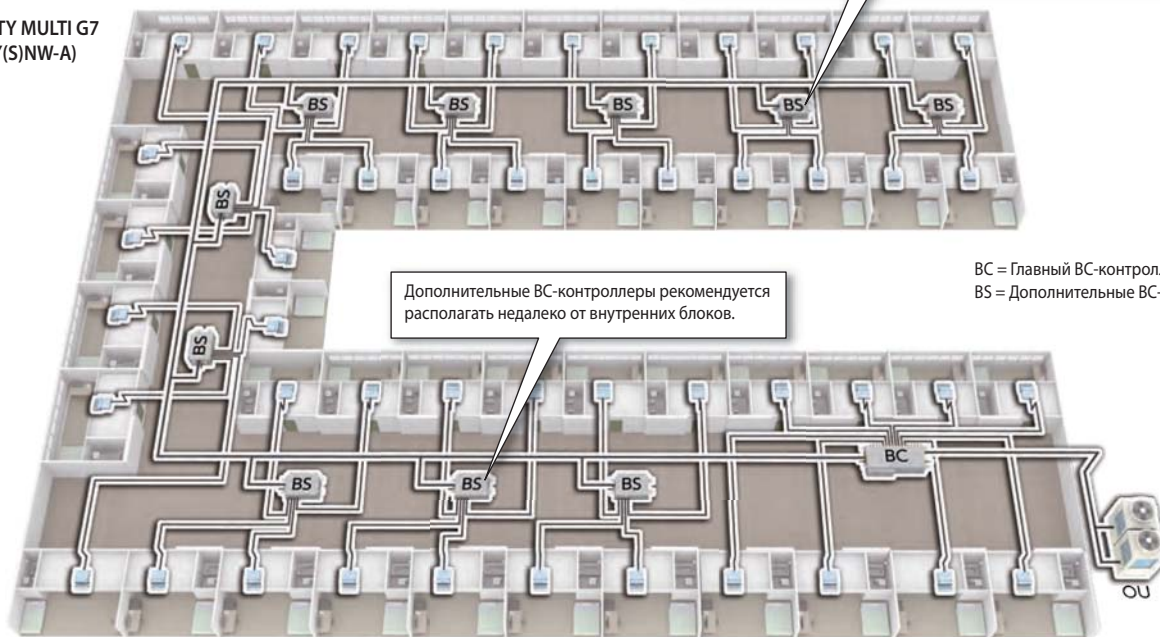 TY MULTI G7
(S)NW-A)
BS
BS
BS
BS
BS
BS
BS
Дополнительные BC-контроллеры рекомендуется
располагать недалеко от внутренних блоков.
BC = Главный BC-контрол
BS = Дополнительные BC-
BC
BS
BS
BS
OU